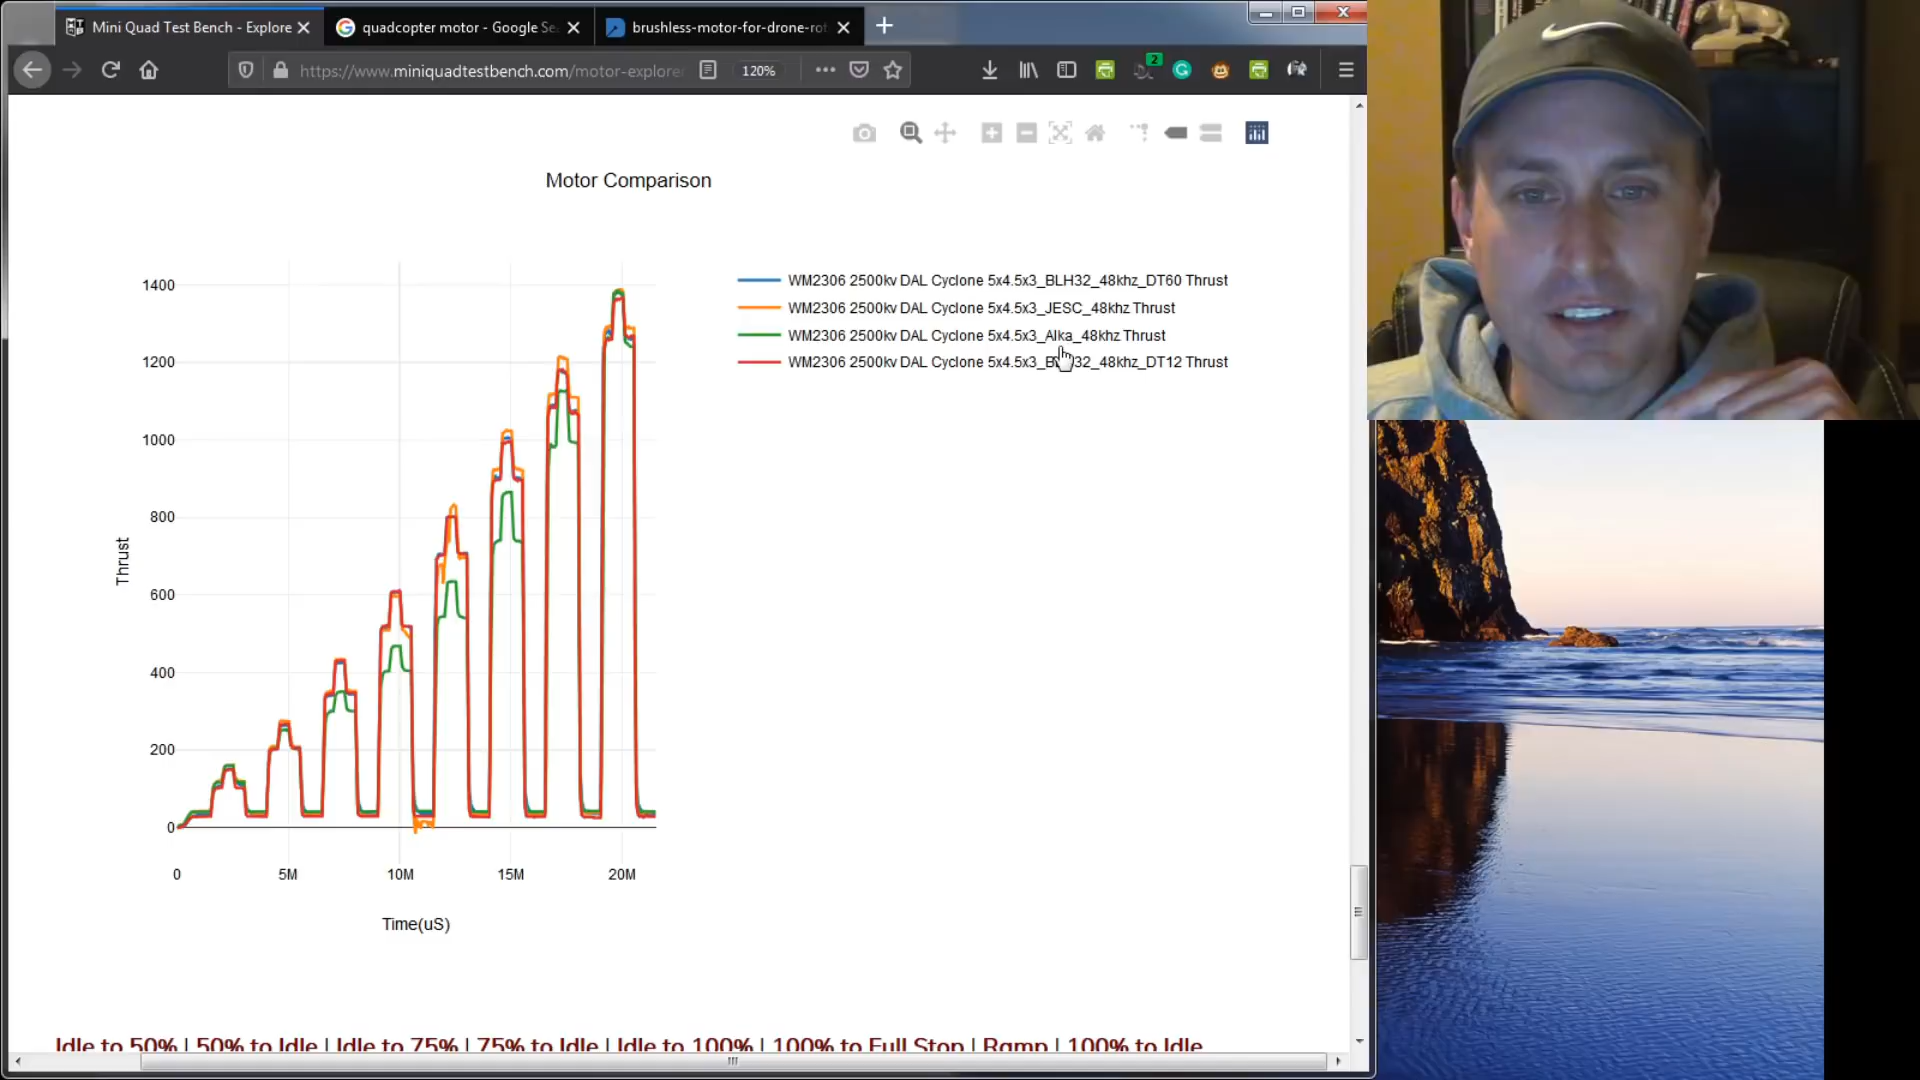 Mini Quad Test Bench - Explore
quadcopter motor - Google Se
brushless-motor-for-drone-rot
https://www.miniquadtestbench.com/motor-explorer
120%
2
Motor Comparison
WM2306 2500kv DAL Cyclone 5x4.5x3_BLH32_48khz_DT60 Thrust
WM2306 2500kv DAL Cyclone 5x4.5x3_JESC_48khz Thrust
WM2306 2500kv DAL Cyclone 5x4.5x3_Alka_48khz Thrust
WM2306 2500kv DAL Cyclone 5x4.5x3_B 32_48khz_DT12 Thrust
1400
1200
1000
800
600
400
200
0
Thrust
0 5M 10M 15M 20M
Time(uS)
Idle to 50% | 50% to Idle | Idle to 75% | 75% to Idle | Idle to 100% | 100% to Full Stop | Ramp | 100% to Idle